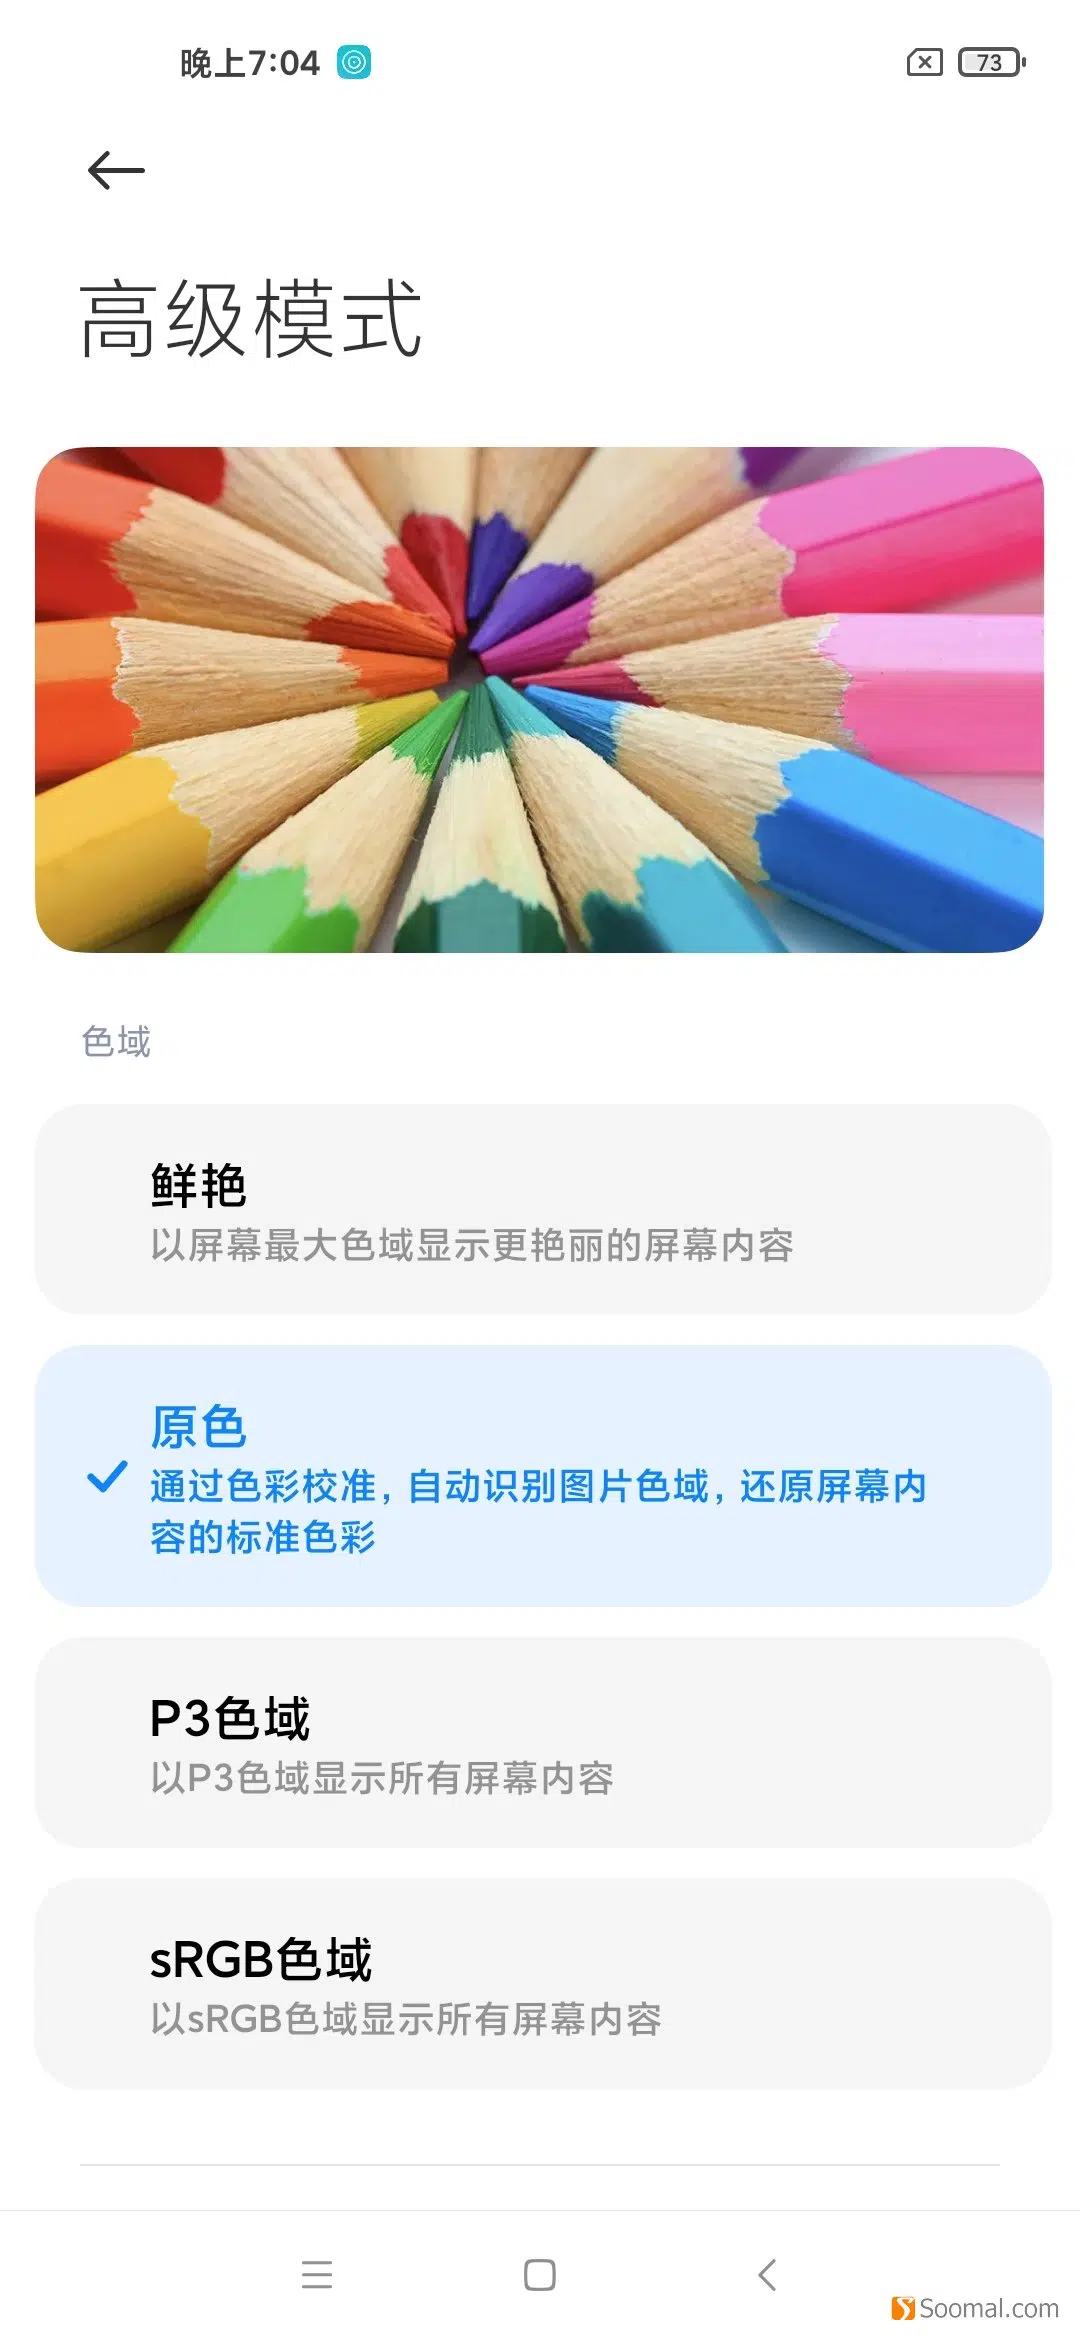 晚上7:04
73
高级模式
色域
鲜艳
以屏幕最大色域显示更艳丽的屏幕内容
原色
通过色彩校准, 自动识别图片色域, 还原屏幕内
容的标准色彩
P3色域
以P3色域显示所有屏幕内容
sRGB色域
以sRGB色域显示所有屏幕内容
Soomal.com